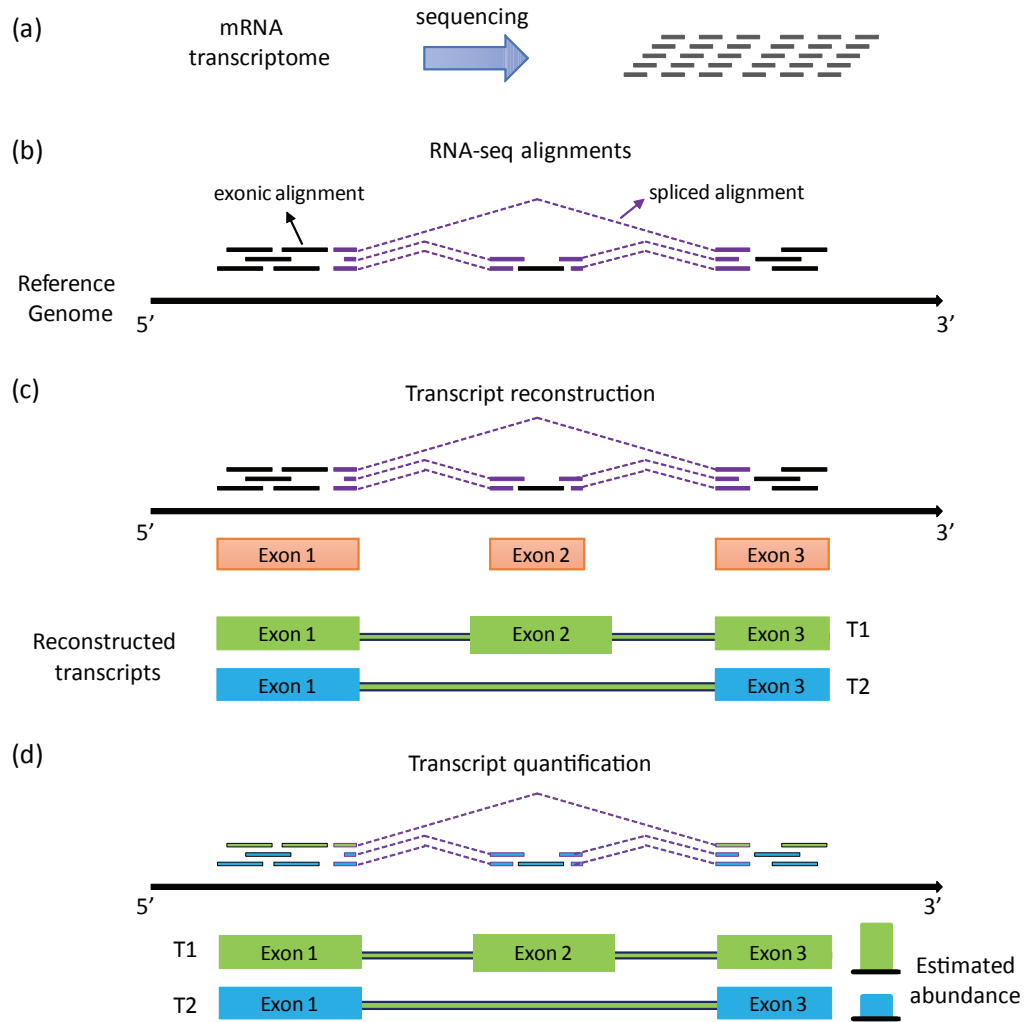 (a)
mRNA
transcriptome
sequencing
(b)
RNA-seq alignments
exonic alignment
spliced alignment
Reference
Genome
5’
3’
(c)
Transcript reconstruction
5’
3’
Exon 1
Exon 2
Exon 3
Reconstructed
transcripts
Exon 1
Exon 2
Exon 3
T1
Exon 1
Exon 3
T2
(d)
Transcript quantification
5’
3’
T1
Exon 1
Exon 2
Exon 3
T2
Exon 1
Exon 3
Estimated
abundance